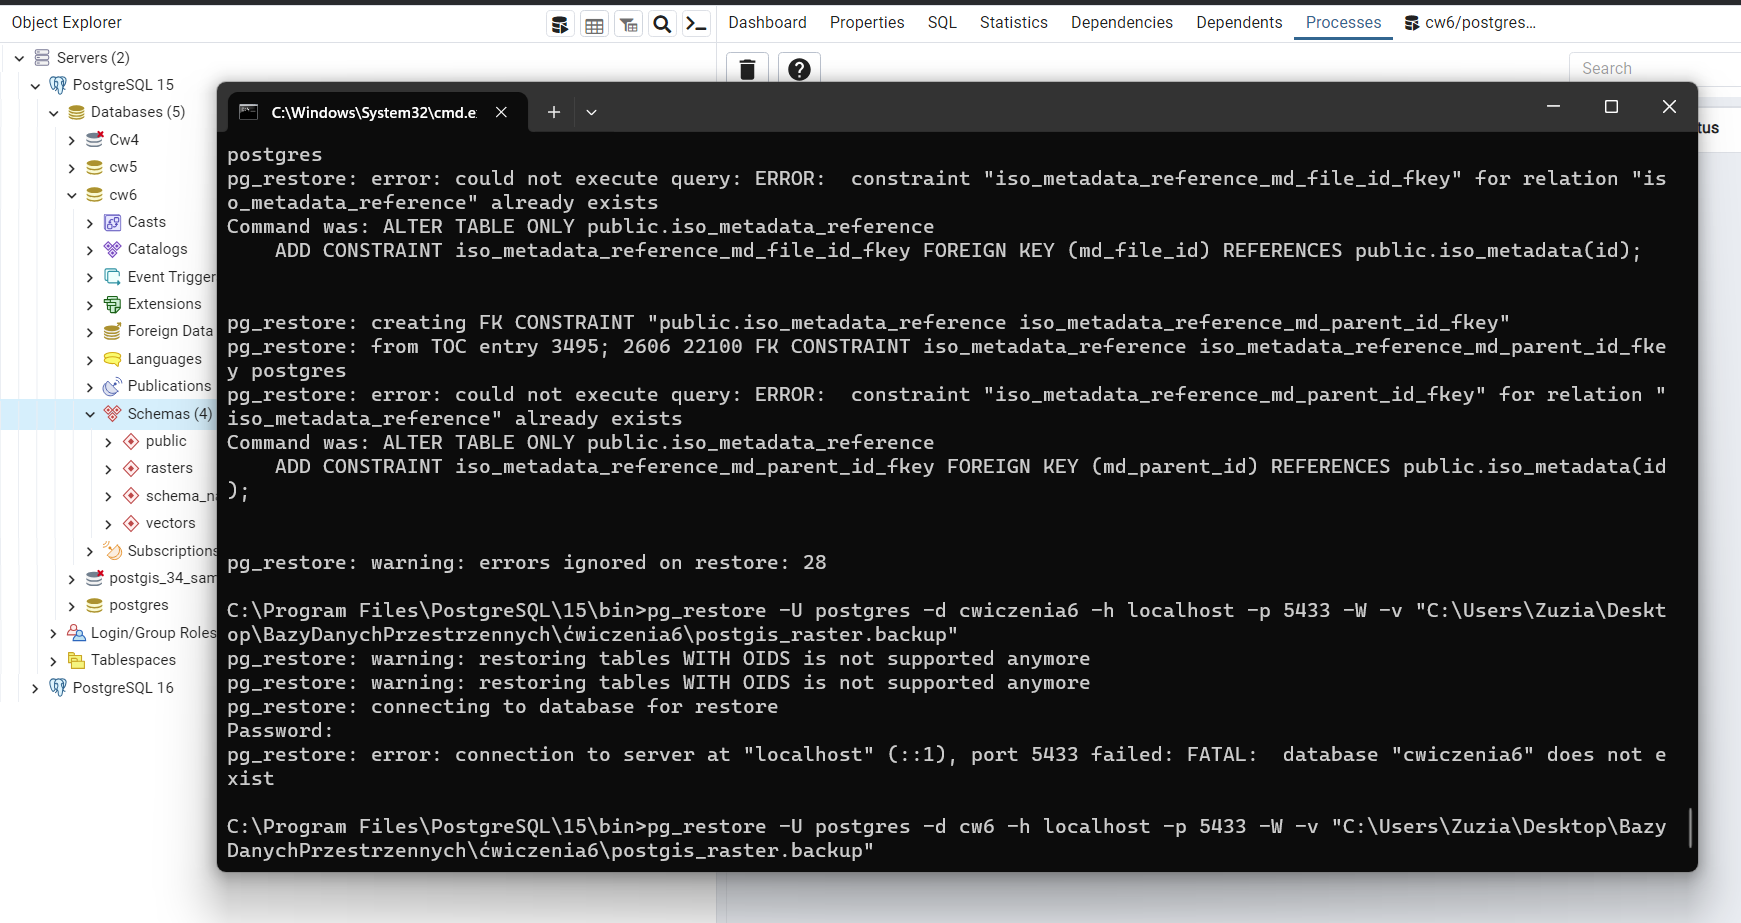 Object Explorer
Dashboard Properties SQL Statistics Dependencies Dependents Processes cw6/postgres...
Servers (2)
PostgreSQL 15
Databases (5)
Cw4
cw5
cw6
Casts
Catalogs
Event Trigger
Extensions
Foreign Data
Languages
Publications
Schemas (4)
public
rasters
schema_na
vectors
Subscriptions
postgis_34_sam
postgres
Login/Group Roles
Tablespaces
PostgreSQL 16
Search
tus
C:\Windows\System32\cmd.e
postgres
pg_restore: error: could not execute query: ERROR:  constraint "iso_metadata_reference_md_file_id_fkey" for relation "is
o_metadata_reference" already exists
Command was: ALTER TABLE ONLY public.iso_metadata_reference
    ADD CONSTRAINT iso_metadata_reference_md_file_id_fkey FOREIGN KEY (md_file_id) REFERENCES public.iso_metadata(id);
pg_restore: creating FK CONSTRAINT "public.iso_metadata_reference iso_metadata_reference_md_parent_id_fkey"
pg_restore: from TOC entry 3495; 2606 22100 FK CONSTRAINT iso_metadata_reference iso_metadata_reference_md_parent_id_fke
y postgres
pg_restore: error: could not execute query: ERROR:  constraint "iso_metadata_reference_md_parent_id_fkey" for relation "
iso_metadata_reference" already exists
Command was: ALTER TABLE ONLY public.iso_metadata_reference
    ADD CONSTRAINT iso_metadata_reference_md_parent_id_fkey FOREIGN KEY (md_parent_id) REFERENCES public.iso_metadata(id
);
pg_restore: warning: errors ignored on restore: 28
C:\Program Files\PostgreSQL\15\bin>pg_restore -U postgres -d cwiczenia6 -h localhost -p 5433 -W -v "C:\Users\Zuzia\Deskt
op\BazyDanychPrzestrzennych\ćwiczenia6\postgis_raster.backup"
pg_restore: warning: restoring tables WITH OIDS is not supported anymore
pg_restore: warning: restoring tables WITH OIDS is not supported anymore
pg_restore: connecting to database for restore
Password:
pg_restore: error: connection to server at "localhost" (::1), port 5433 failed: FATAL:  database "cwiczenia6" does not e
xist
C:\Program Files\PostgreSQL\15\bin>pg_restore -U postgres -d cw6 -h localhost -p 5433 -W -v "C:\Users\Zuzia\Desktop\Bazy
DanychPrzestrzennych\ćwiczenia6\postgis_raster.backup"